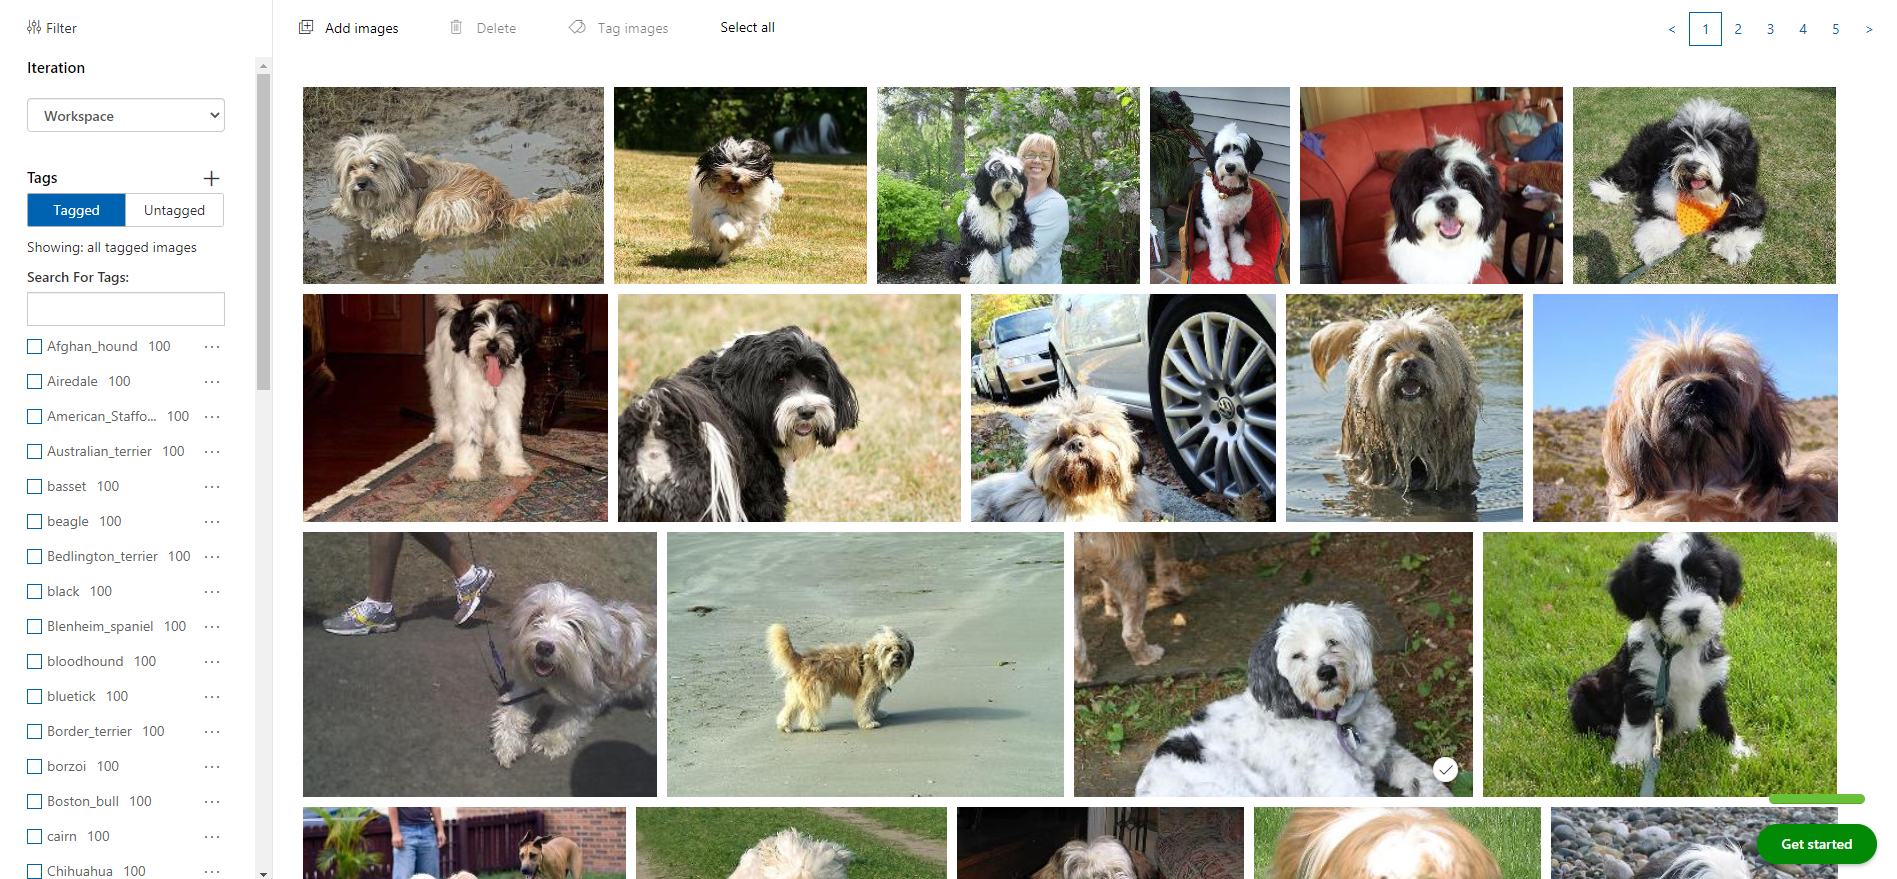 Filter
Add images
Delete
Tag images
Select all
< 1 2 3 4 5 >
Iteration
Workspace
Tags
Tagged
Untagged
Showing: all tagged images
Search For Tags:
Afghan_hound 100
Airedale 100
American_Staffo... 100
Australian_terrier 100
basset 100
beagle 100
Bedlington_terrier 100
black 100
Blenheim_spaniel 100
bloodhound 100
bluetick 100
Border_terrier 100
borzoi 100
Boston_bull 100
cairn 100
Chihuahua 100
Get started